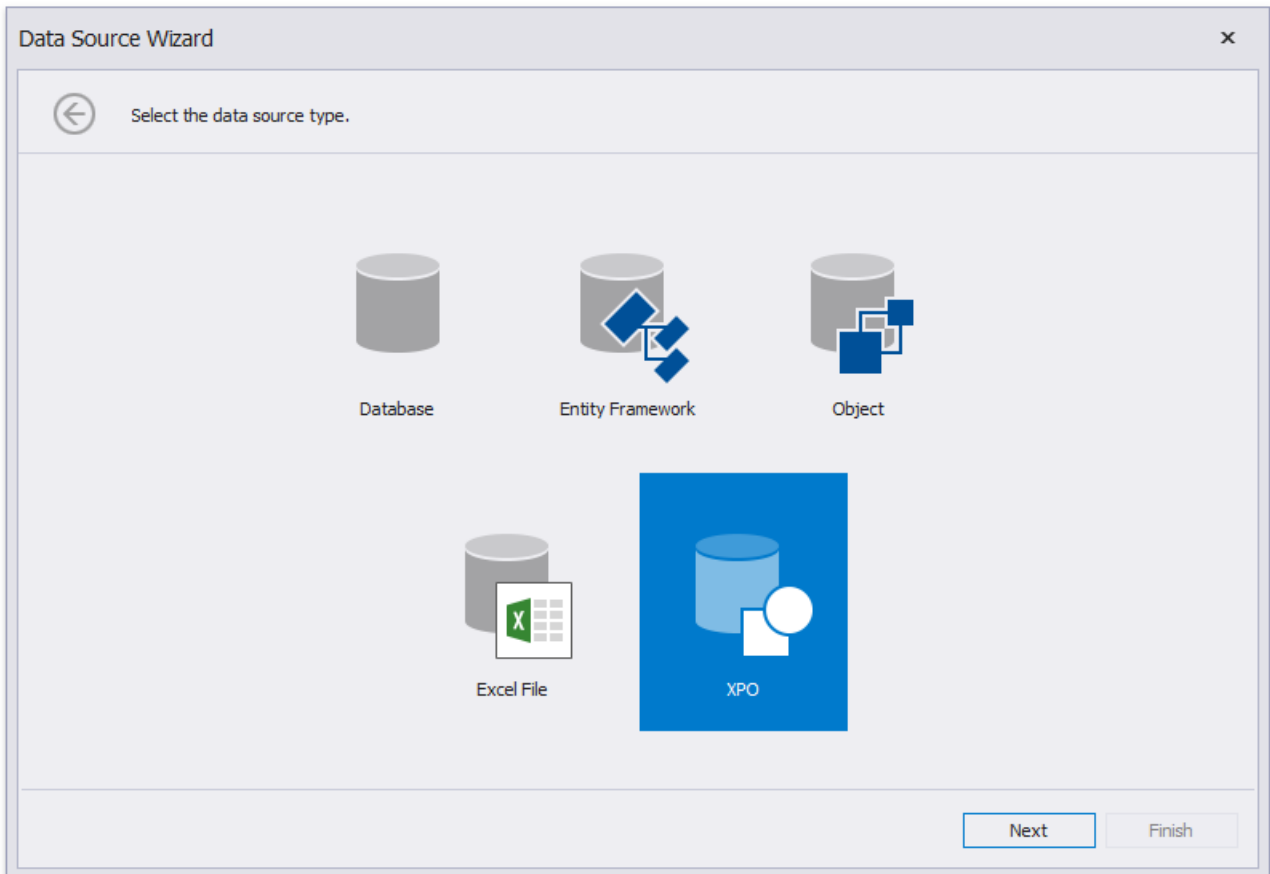 Data Source Wizard
Select the data source type.
Database
Entity Framework
Object
X
Excel File
XPO
Next
Finish